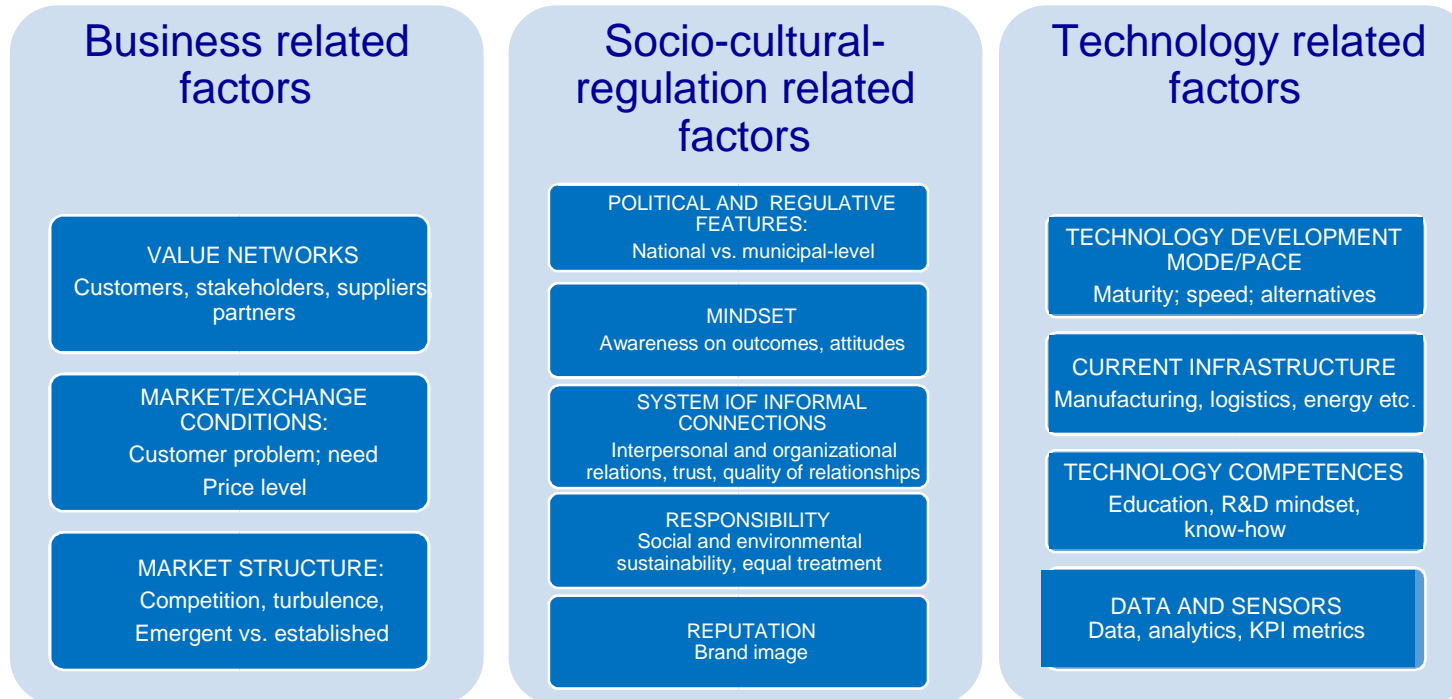 Business related
factors
VALUE NETWORKS
Customers, stakeholders, suppliers,
partners
MARKET/EXCHANGE
CONDITIONS:
Customer problem; need
Price level
MARKET STRUCTURE:
Competition, turbulence,
Emergent vs. established
Socio-cultural-
regulation related
factors
POLITICAL AND REGULATIVE
FEATURES:
National vs. municipal-level
MINDSET
Awareness on outcomes, attitudes
SYSTEM IOF INFORMAL
CONNECTIONS
Interpersonal and organizational
relations, trust, quality of relationships
RESPONSIBILITY
Social and environmental
sustainability, equal treatment
REPUTATION
Brand image
Technology related
factors
TECHNOLOGY DEVELOPMENT
MODE/PACE
Maturity; speed; alternatives
CURRENT INFRASTRUCTURE
Manufacturing, logistics, energy etc.
TECHNOLOGY COMPETENCES
Education, R&D mindset,
know-how
DATA AND SENSORS
Data, analytics, KPI metrics